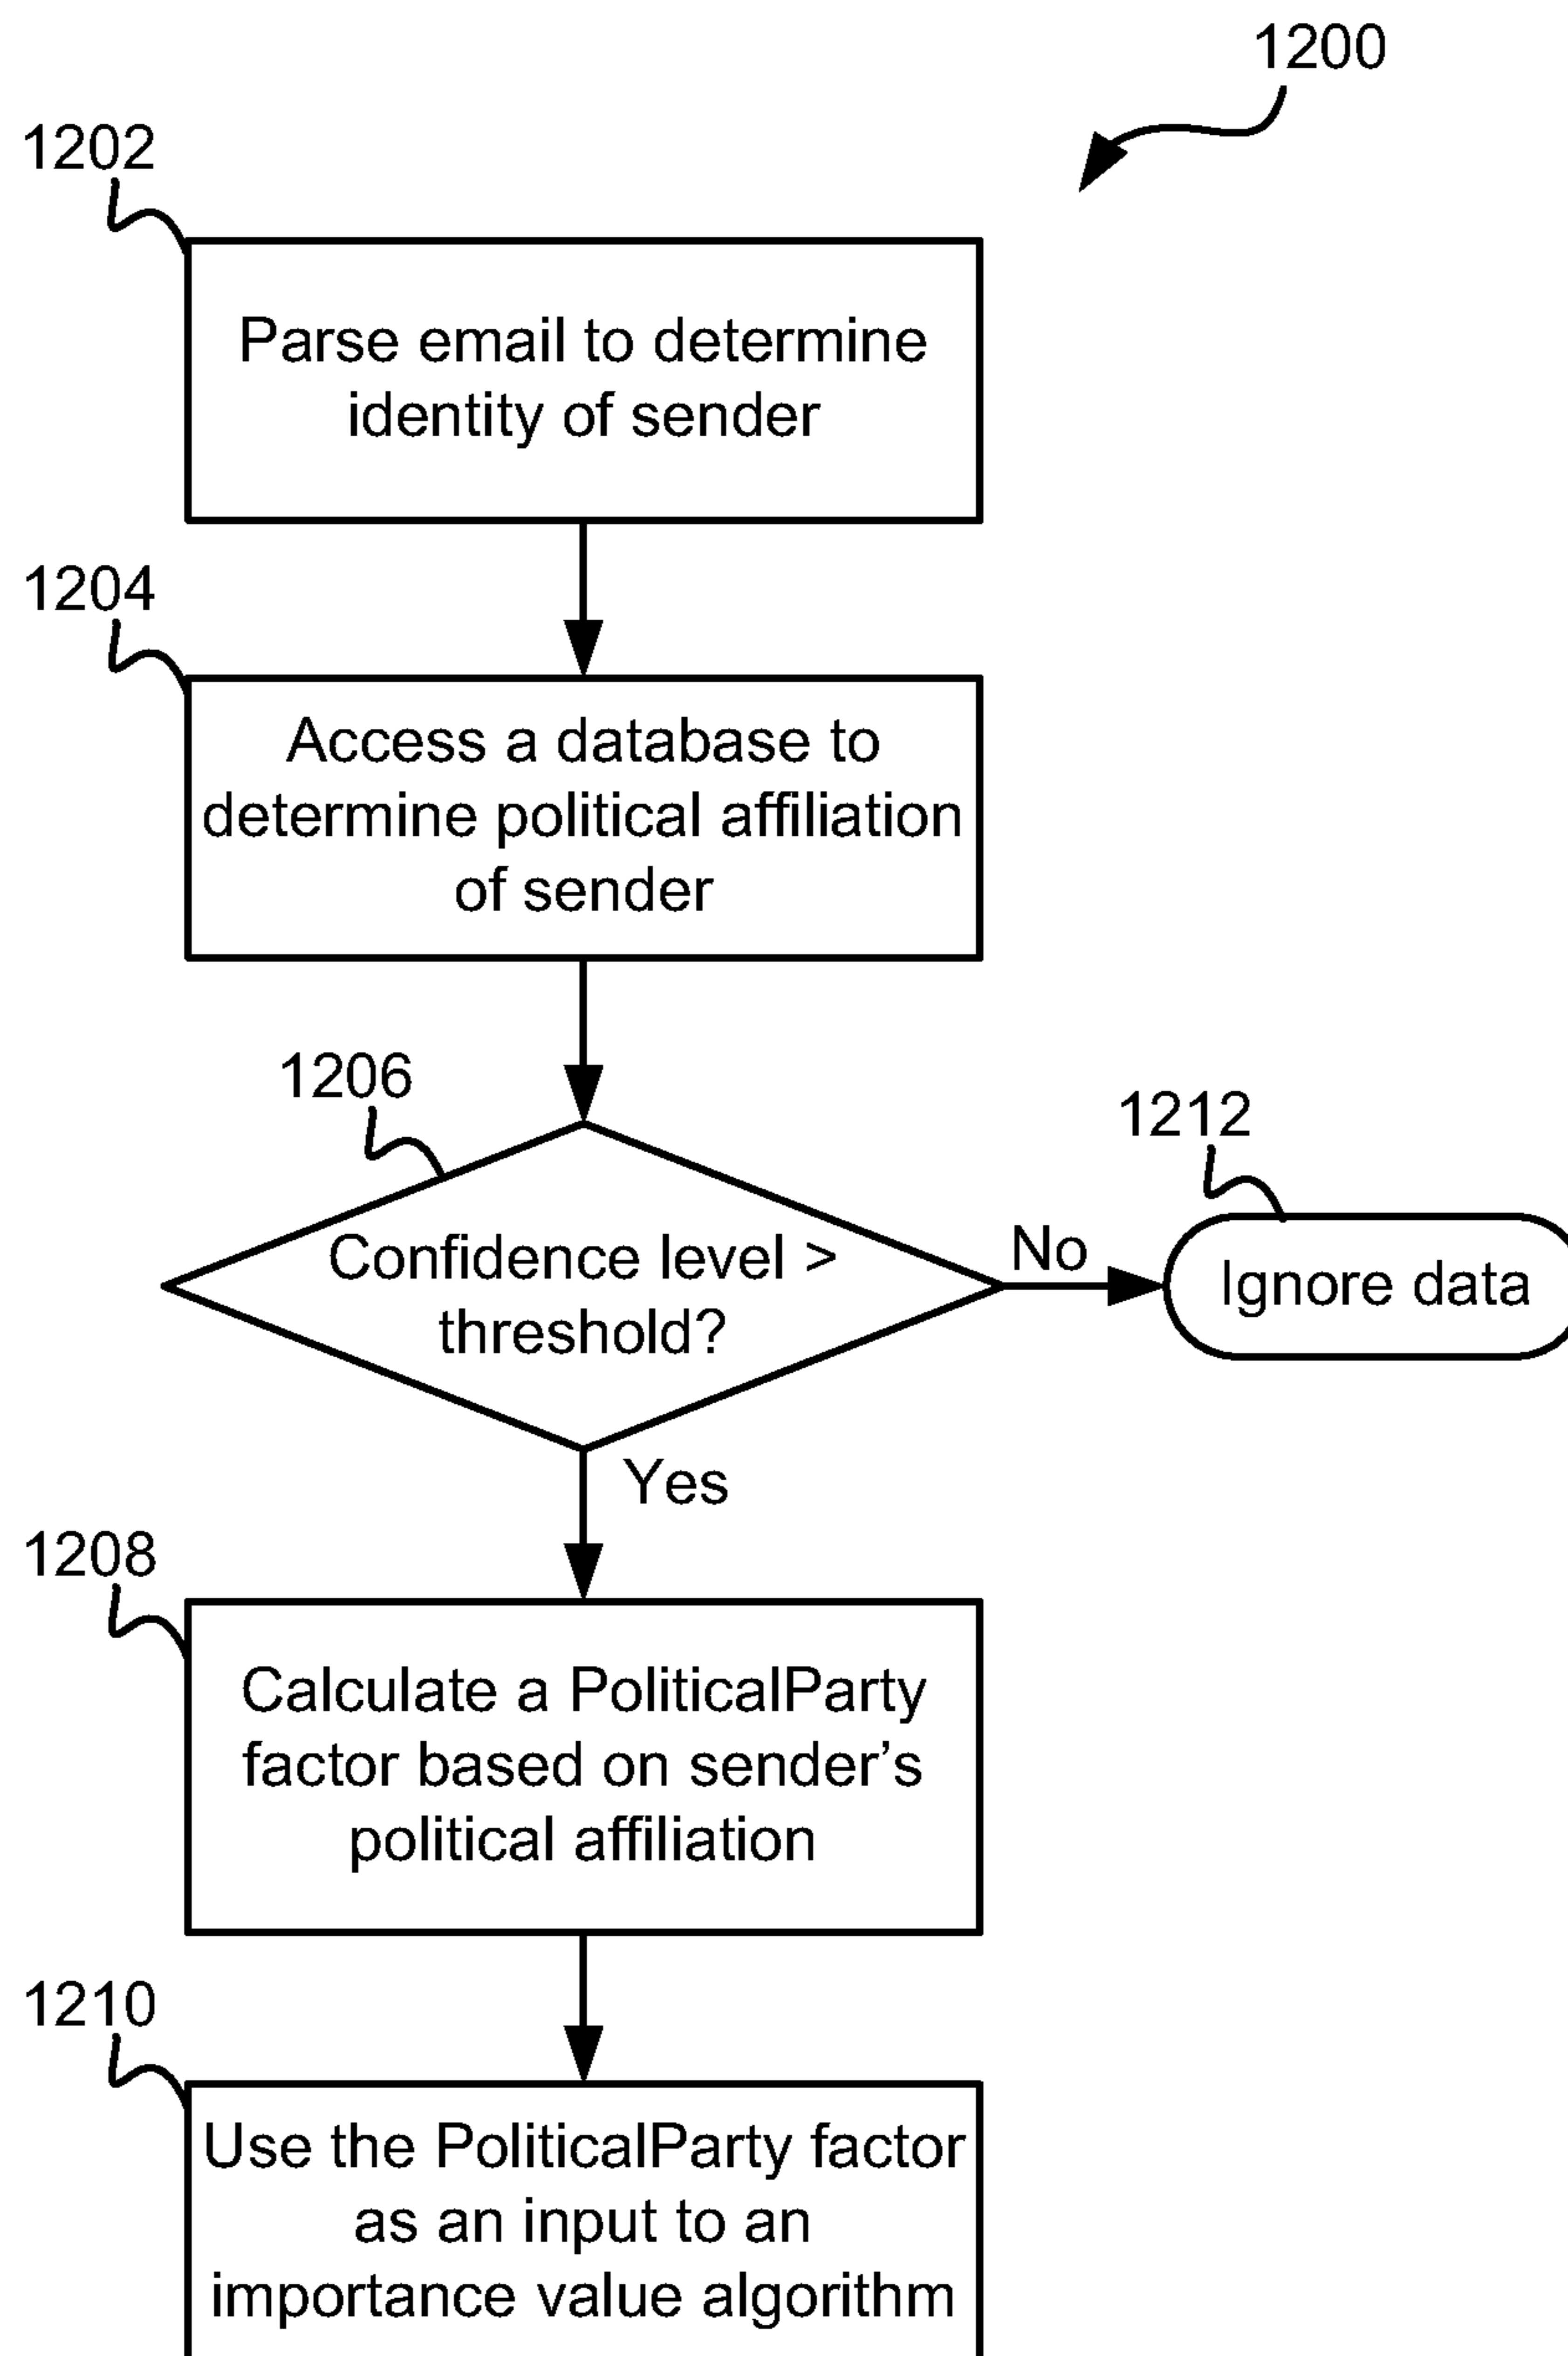 1200
1202
Parse email to determine
identity of sender
1204
Access a database to
determine political affiliation
of sender
1206
Confidence level >
threshold?
No
1212
Ignore data
Yes
1208
Calculate a PoliticalParty
factor based on sender’s
political affiliation
1210
Use the PoliticalParty factor
as an input to an
importance value algorithm